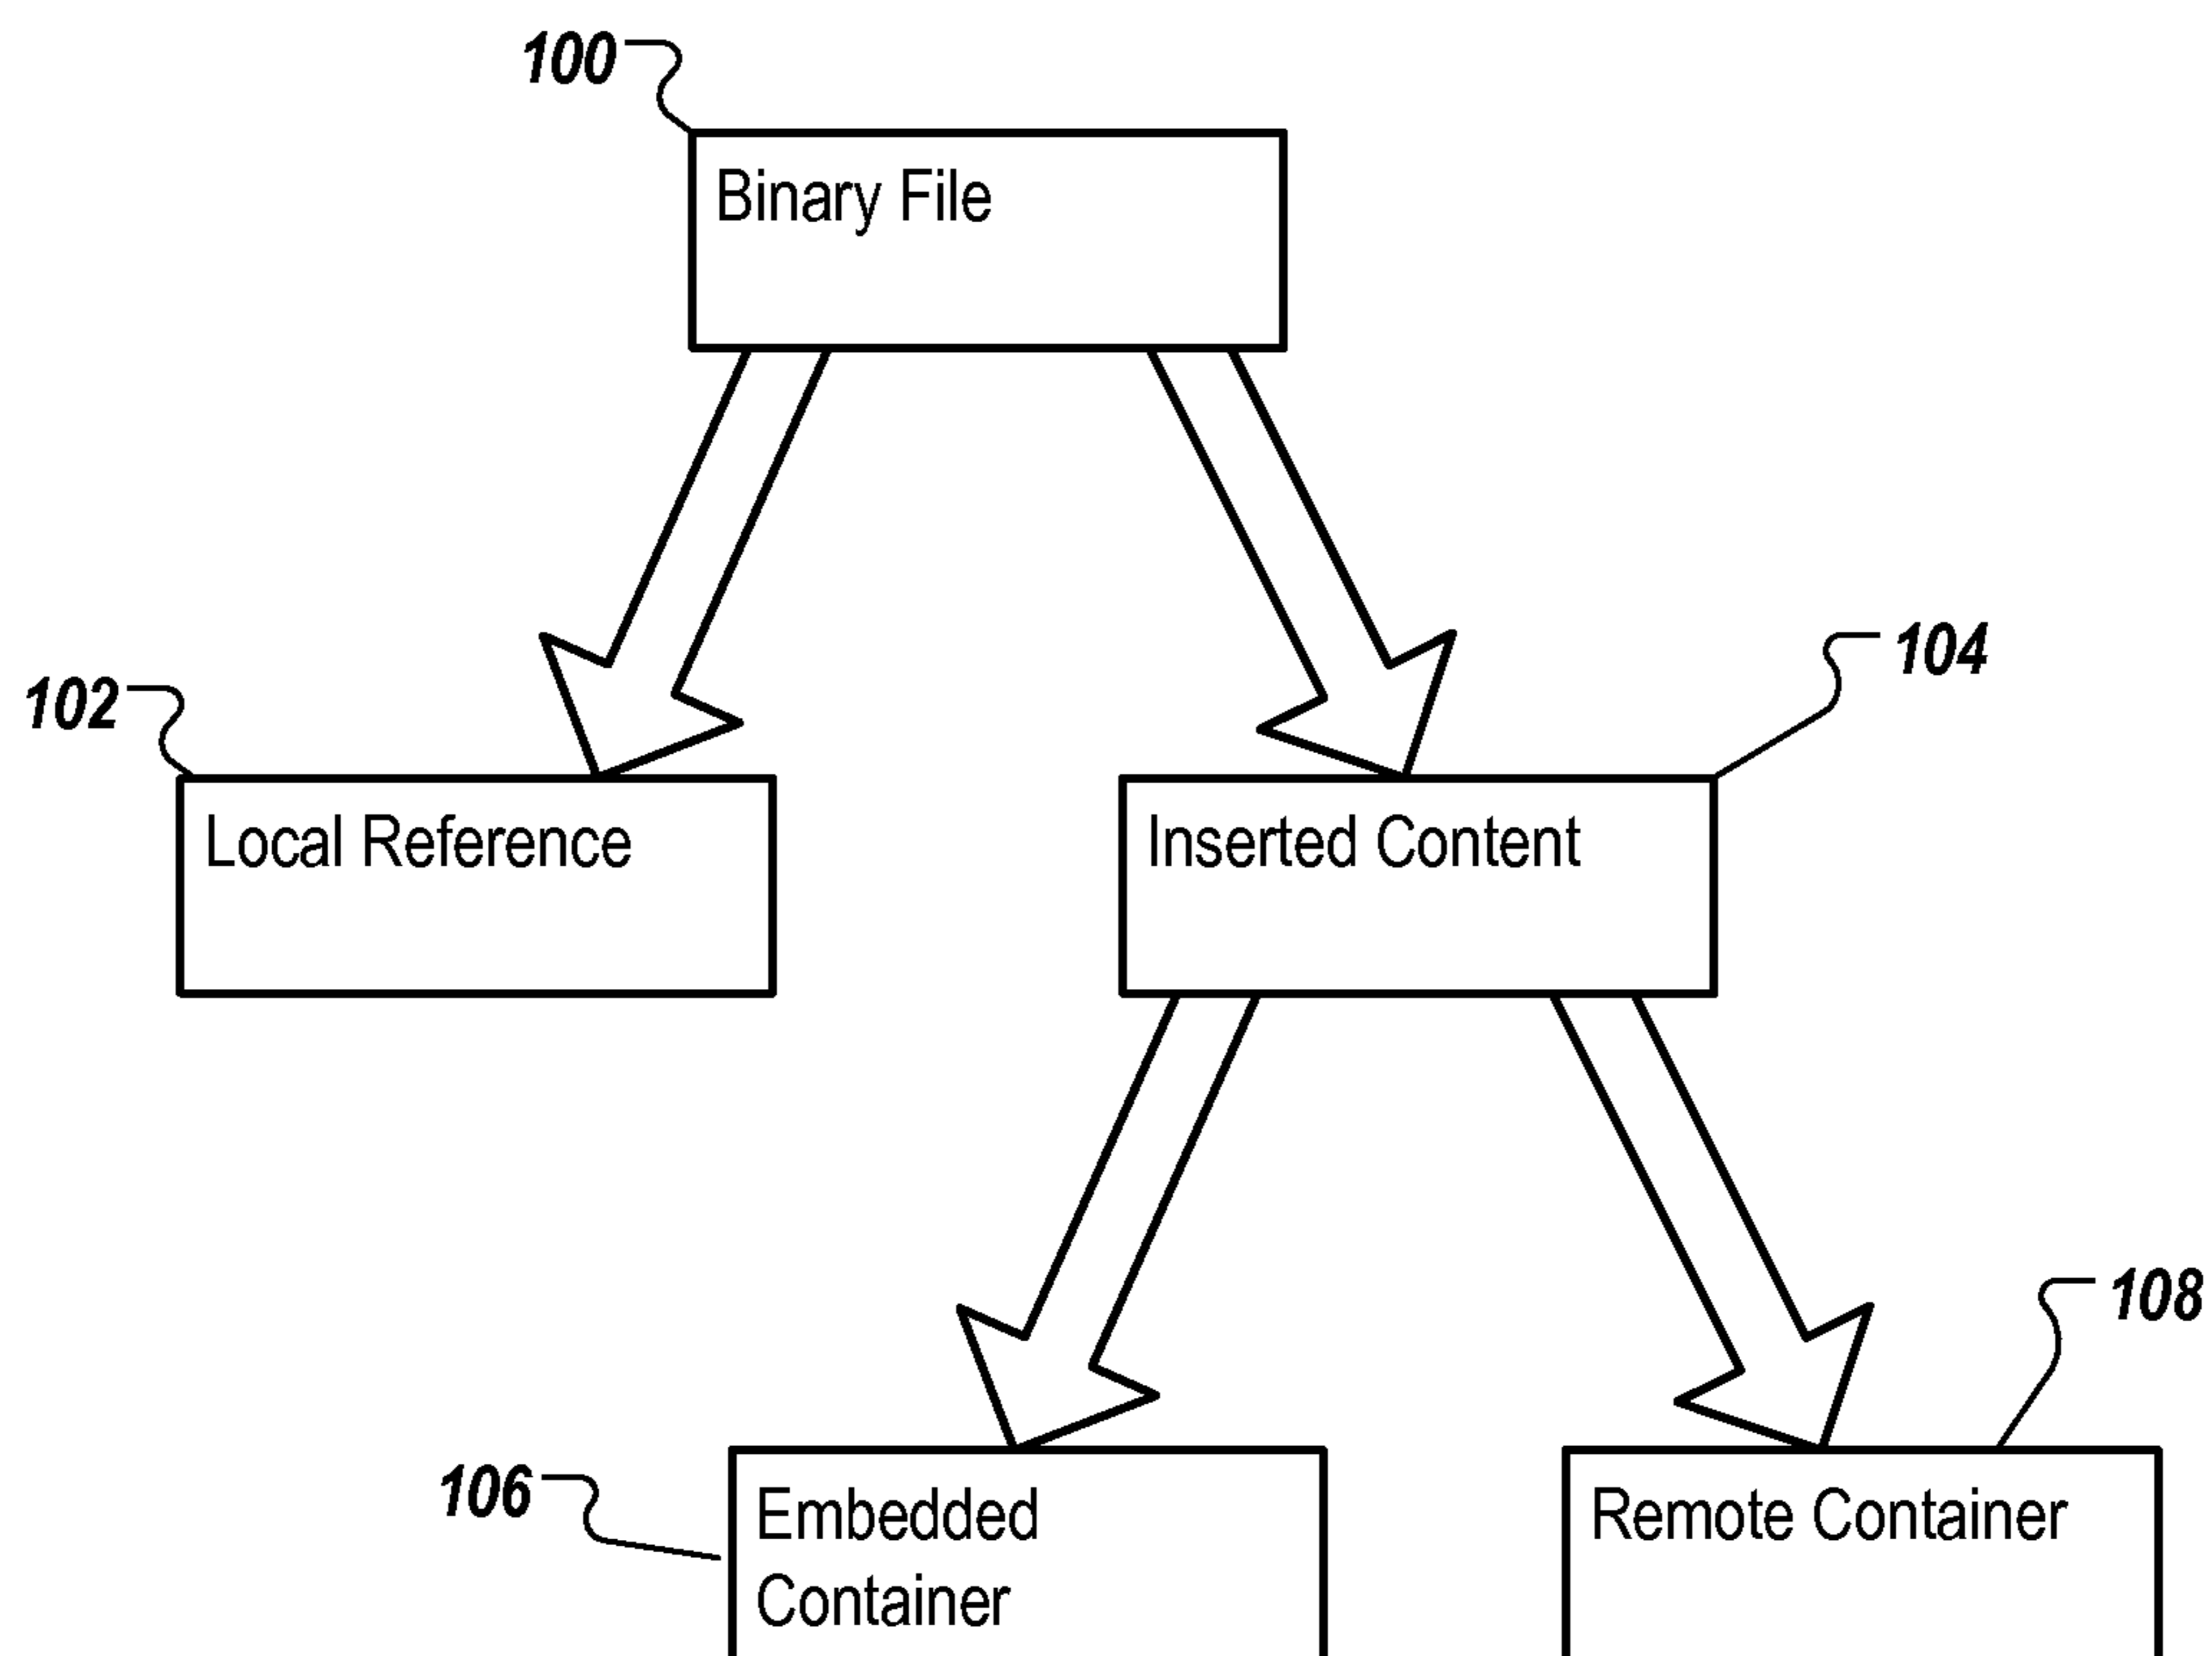 100
Binary File
104
102
Local Reference
Inserted Content
108
106
Embedded
Container
Remote Container